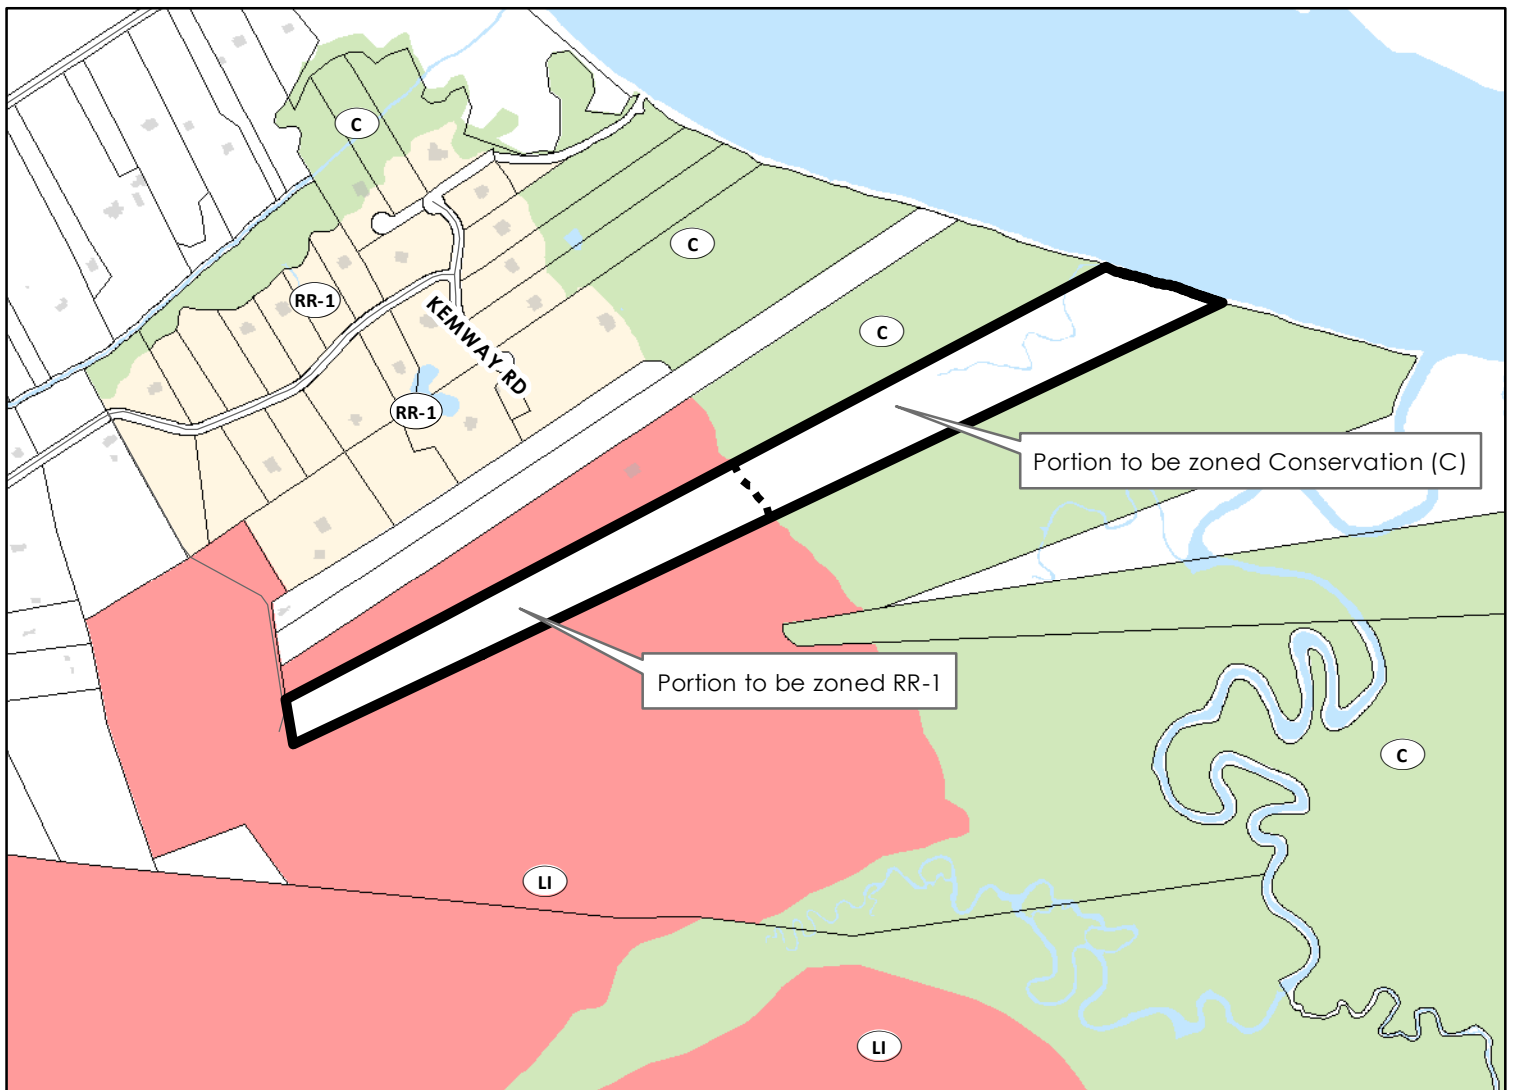 C
C
RR-1
KEMWAY RD
C
RR-1
Portion to be zoned Conservation (C)
Portion to be zoned RR-1
C
LI
LI